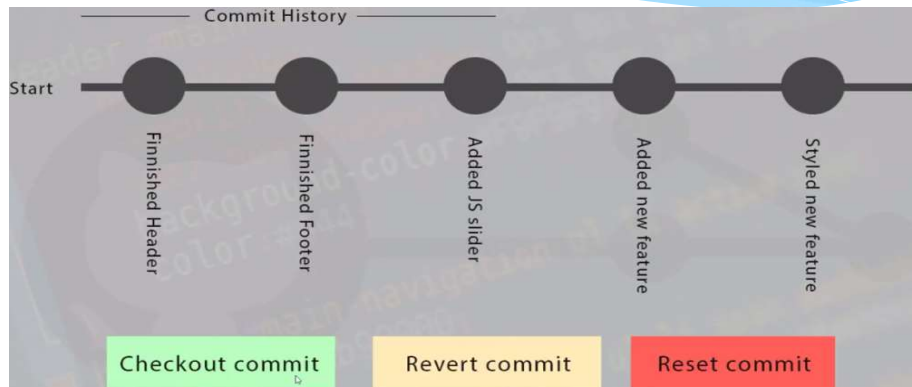 Commit History
Start
Finnished Header
Finnished Footer
Added JS slider
Added new feature
Styled new feature
Checkout commit
Revert commit
Reset commit